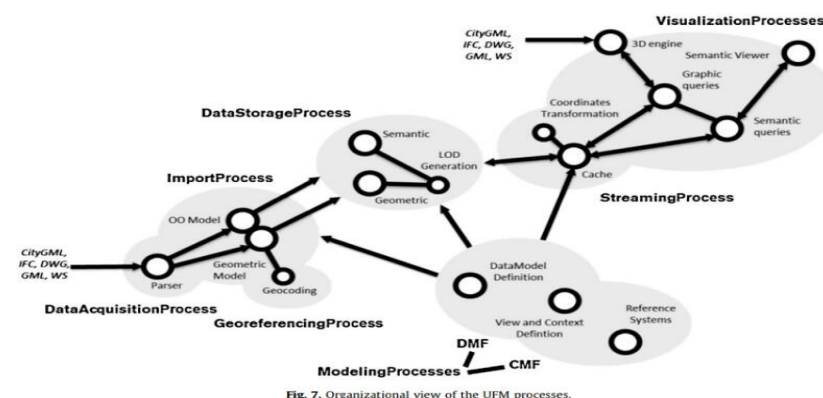 VisualizationProcesses
CityGML,
IFC, DWG,
GML, WS
3D engine
Semantic Viewer
Graphic
queries
Coordinates
Transformation
Semantic
queries
Cache
StreamingProcess
DataStorageProcess
Semantic
LOD
Generation
Geometric
ImportProcess
OO Model
Geometric
Model
CityGML,
IFC, DWG,
GML, WS
Parser
Geocoding
DataAcquisitionProcess
GeoreferencingProcess
DataModel
Definition
View and Context
Defintion
Reference
Systems
DMF
ModelingProcesses
CMF
Fig. 7. Organizational view of the UFM processes.